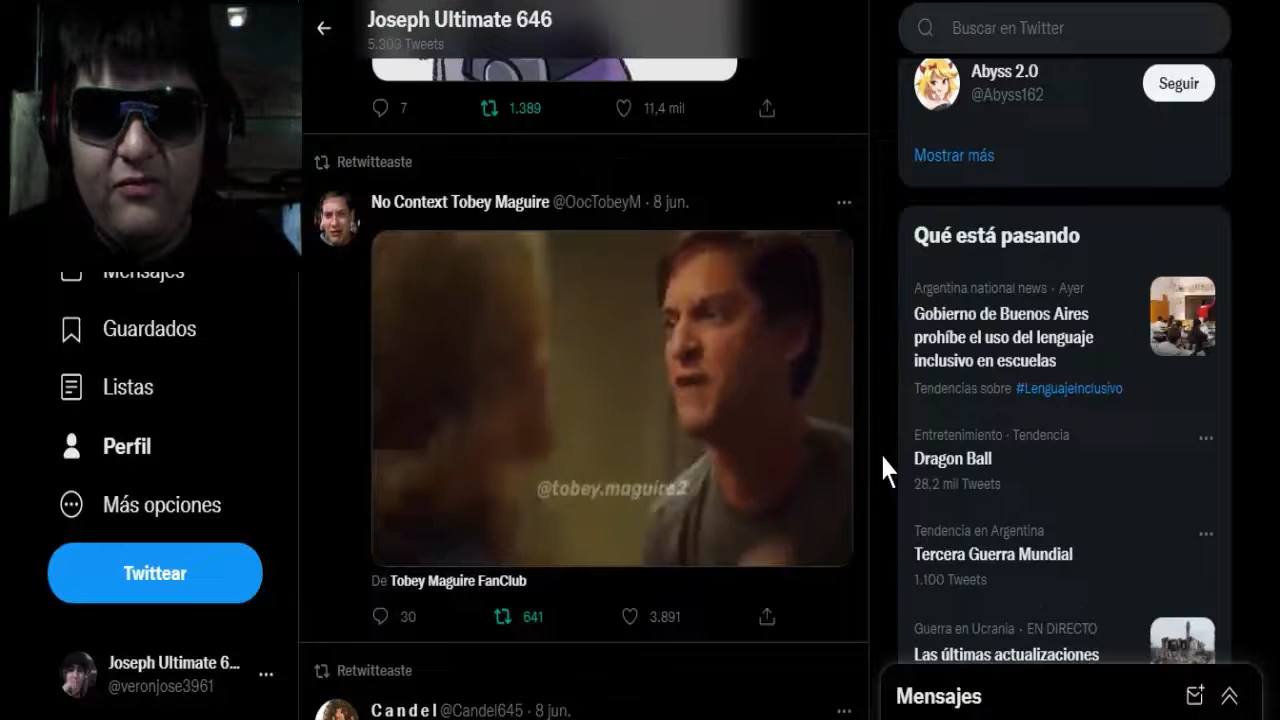 Joseph Ultimate 646
5.303 Tweets
7
1.389
11,4 mil
Retwitteaste
No Context Tobey Maguire @OocTobeyM · 8 jun.
@tobey.maguire2
De Tobey Maguire FanClub
30
641
3.891
Retwitteaste
Candel @Candel645 · 8 jun.
Mensajes
Guardados
Listas
Perfil
Más opciones
Twittear
Joseph Ultimate 6...
@veronjose3961
Buscar en Twitter
Abyss 2.0
@Abyss162
Seguir
Mostrar más
Qué está pasando
Argentina national news · Ayer
Gobierno de Buenos Aires
prohíbe el uso del lenguaje
inclusivo en escuelas
Tendencias sobre #LenguajeInclusivo
Entretenimiento · Tendencia
Dragon Ball
28,2 mil Tweets
Tendencia en Argentina
Tercera Guerra Mundial
1.100 Tweets
Guerra en Ucrania · EN DIRECTO
Las últimas actualizaciones
Mensajes